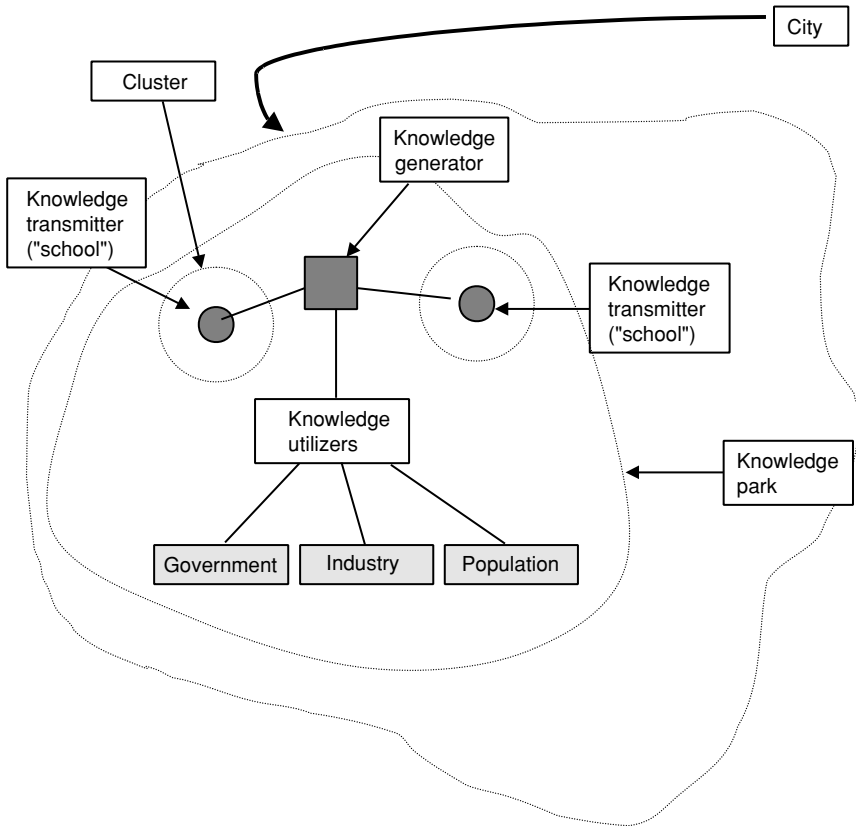 City
Cluster
Knowledge
generator
Knowledge
transmitter
("school")
Knowledge
transmitter
("school")
Knowledge
utilizers
Knowledge
park
Government
Industry
Population